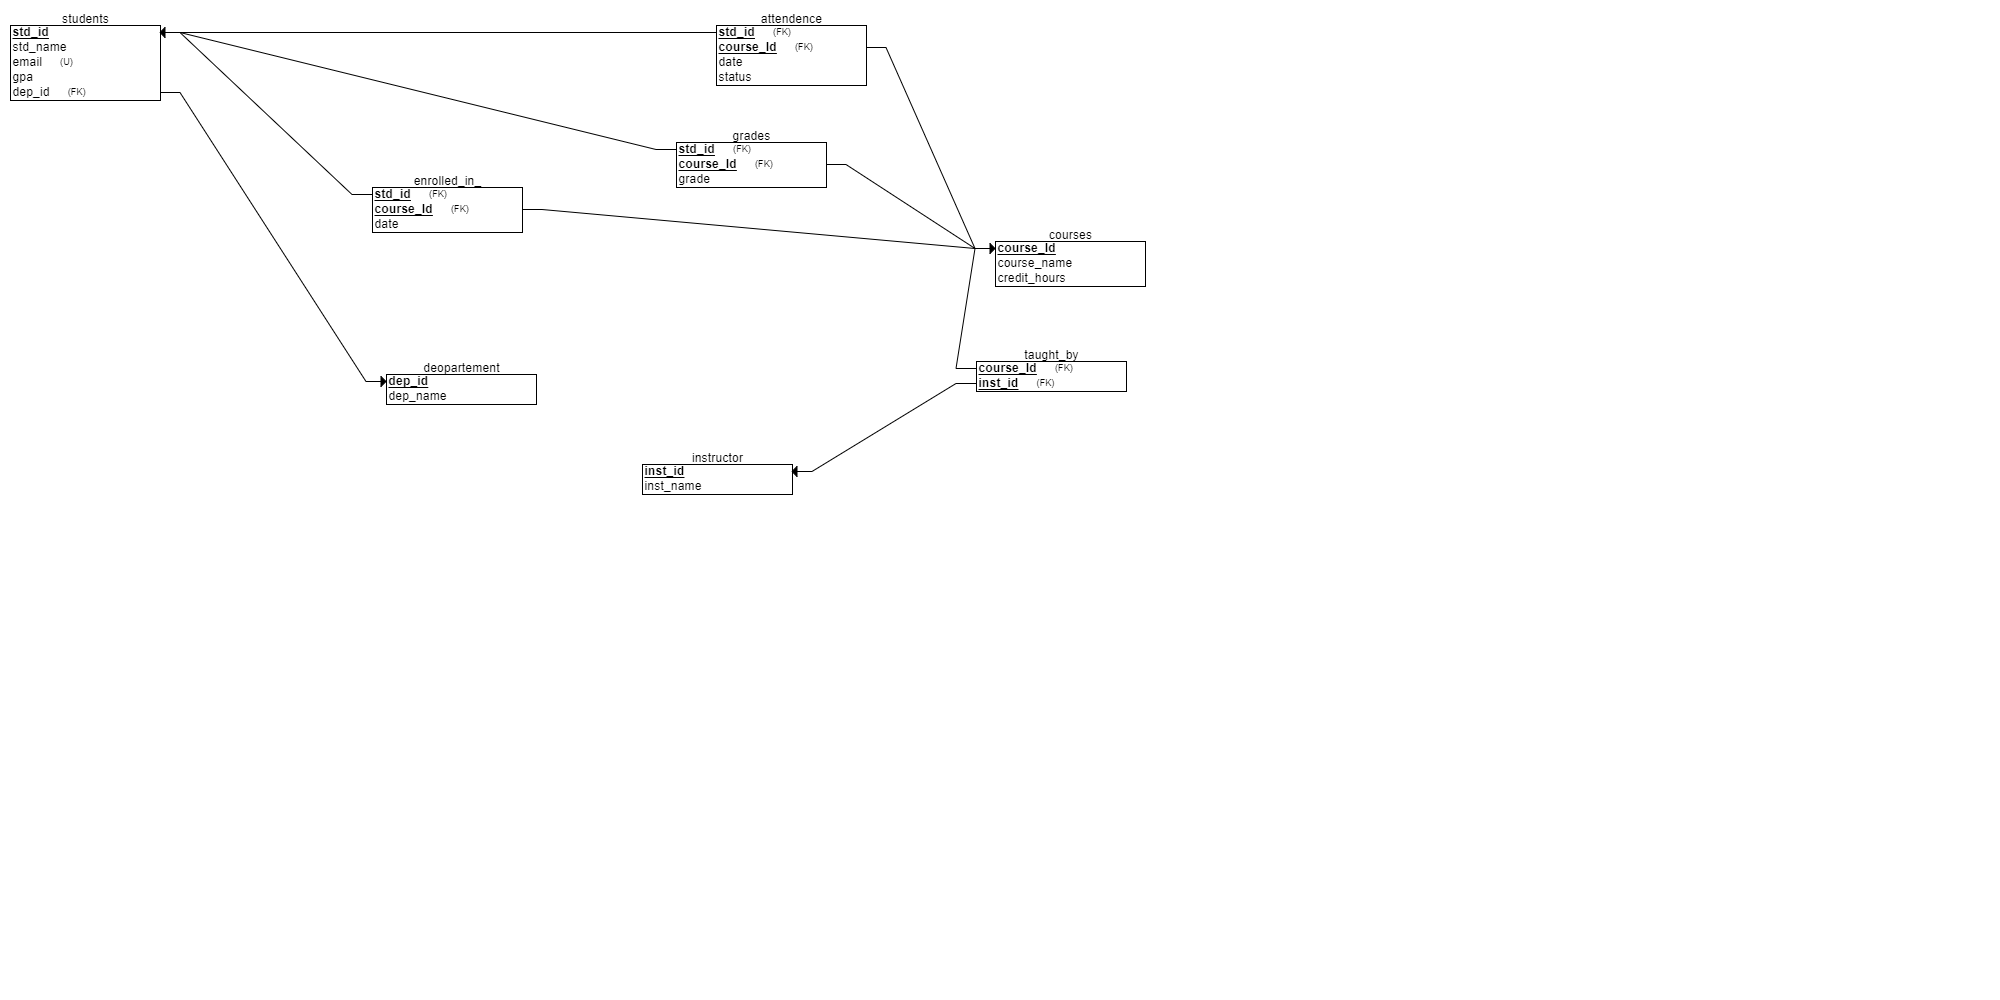 students
std_id
std_name
email (U)
gpa
dep_id (FK)
attendence
std_id (FK)
course_Id (FK)
date
status
grades
std_id (FK)
course_Id (FK)
grade
enrolled_in_
std_id (FK)
course_Id (FK)
date
courses
course_Id
course_name
credit_hours
taught_by
course_Id (FK)
inst_id (FK)
deopartement
dep_id
dep_name
instructor
inst_id
inst_name